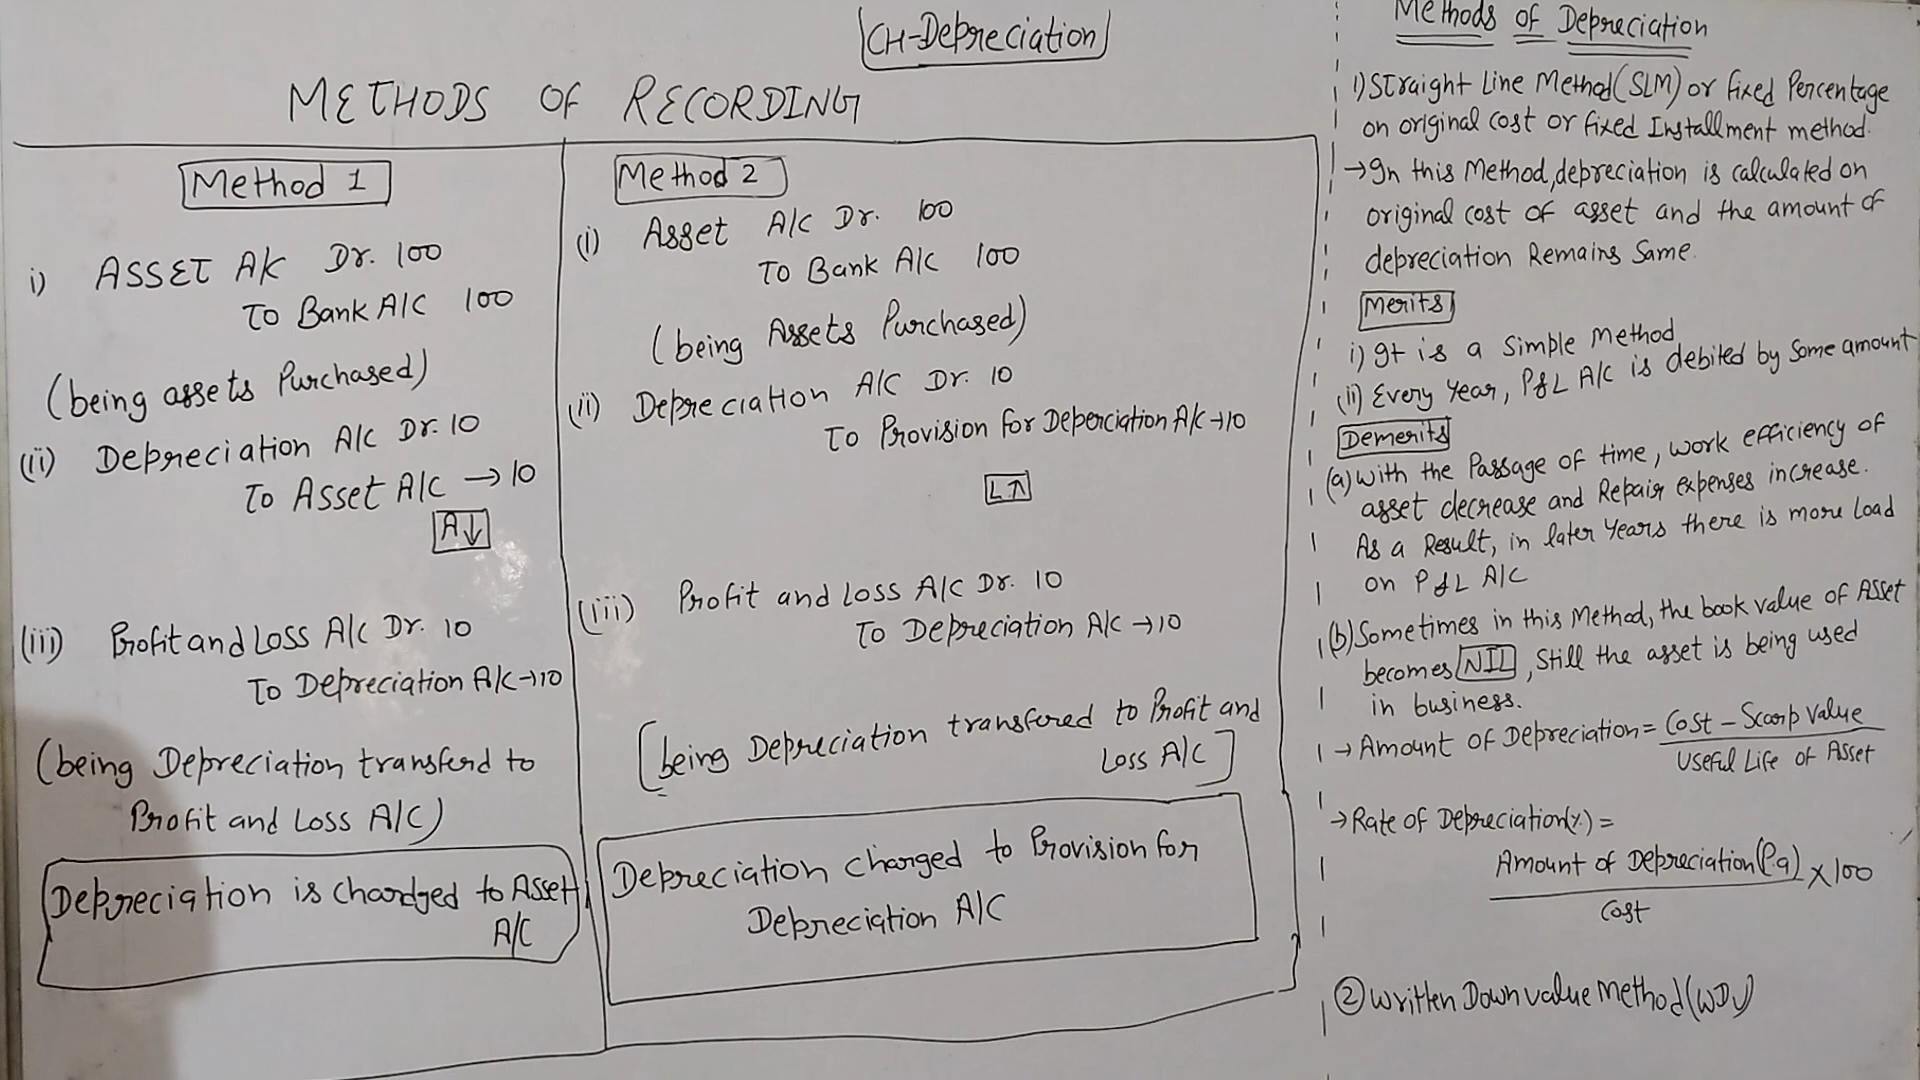 CH-Depreciation
METHODS OF RECORDING
Method 1
i) ASSET A/c Dr. 100
To Bank A/C 100
(being assets Purchased)
(ii) Depreciation A/C Dr. 10
To Asset A/C → 10
A↓
(iii) Profit and Loss A/C Dr. 10
To Depreciation A/c→10
(being Depreciation transferd to
Profit and Loss A/C)
Depreciation is chardged to Asset
A/C
Method 2
(i) Asset A/C Dr. 100
To Bank A/C 100
(being Assets Purchased)
(ii) Depreciation A/C Dr. 10
To Provision for Deperciation A/c→10
L↑
(iii) Profit and Loss A/C Dr. 10
To Depreciation A/c→10
[being Depreciation transfered to Profit and
Loss A/C]
Depreciation charged to Provision for
Depreciation A/C
Methods of Depreciation
1) Straight Line Method(SLM) or fixed Percentage
on original cost or fixed Installment method.
→In this Method, depreciation is calculated on
original cost of asset and the amount of
depreciation Remains Same.
Merits
i) It is a Simple Method
(ii) Every Year, P&L A/C is debited by Same amount
Demerits
(a) With the Passage of time, work efficiency of
asset decrease and Repair expenses increase.
As a Result, in later Years there is more Load
on P&L A/C
(b) Sometimes in this Method, the book value of Asset
becomes NIL, Still the asset is being used
in business.
→ Amount of Depreciation = Cost - Scarp Value
Useful Life of Asset
→ Rate of Depreciation(%) =
Amount of Depreciation(Pa) × 100
Cost
② Written Down value Method (WDV)